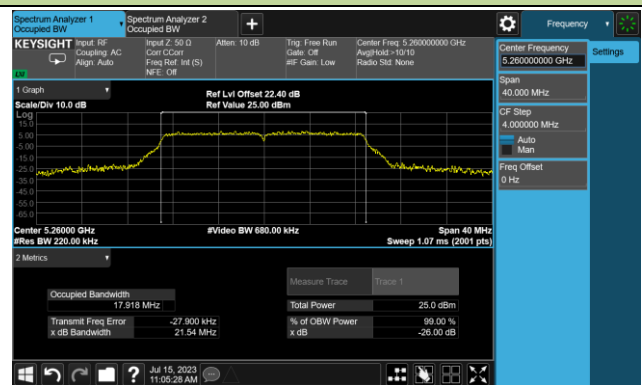 Spectrum Analyzer 1
Occupied BW
Spectrum Analyzer 2
Occupied BW
Frequency
KEYSIGHT
Input: RF
Coupling: AC
Align: Auto
Input Z: 50 Ω
Corr CCorr
Freq Ref: Int (S)
NFE: Off
Atten: 10 dB
Trig: Free Run
Gate: Off
#IF Gain: Low
Center Freq: 5.260000000 GHz
Avg|Hold:>10/10
Radio Std: None
Center Frequency
5.260000000 GHz
Settings
Span
40.000 MHz
CF Step
4.000000 MHz
Auto
Man
Freq Offset
0 Hz
1 Graph
Scale/Div 10.0 dB
Ref Lvl Offset 22.40 dB
Ref Value 25.00 dBm
Log
15.0
5.00
-5.00
-15.0
-25.0
-35.0
-45.0
-55.0
-65.0
Center 5.26000 GHz
#Video BW 680.00 kHz
Span 40 MHz
#Res BW 220.00 kHz
Sweep 1.07 ms (2001 pts)
2 Metrics
Measure Trace
Trace 1
Occupied Bandwidth
17.918 MHz
Total Power
25.0 dBm
Transmit Freq Error
-27.900 kHz
% of OBW Power
99.00 %
x dB Bandwidth
21.54 MHz
x dB
-26.00 dB
Jul 15, 2023
11:05:28 AM